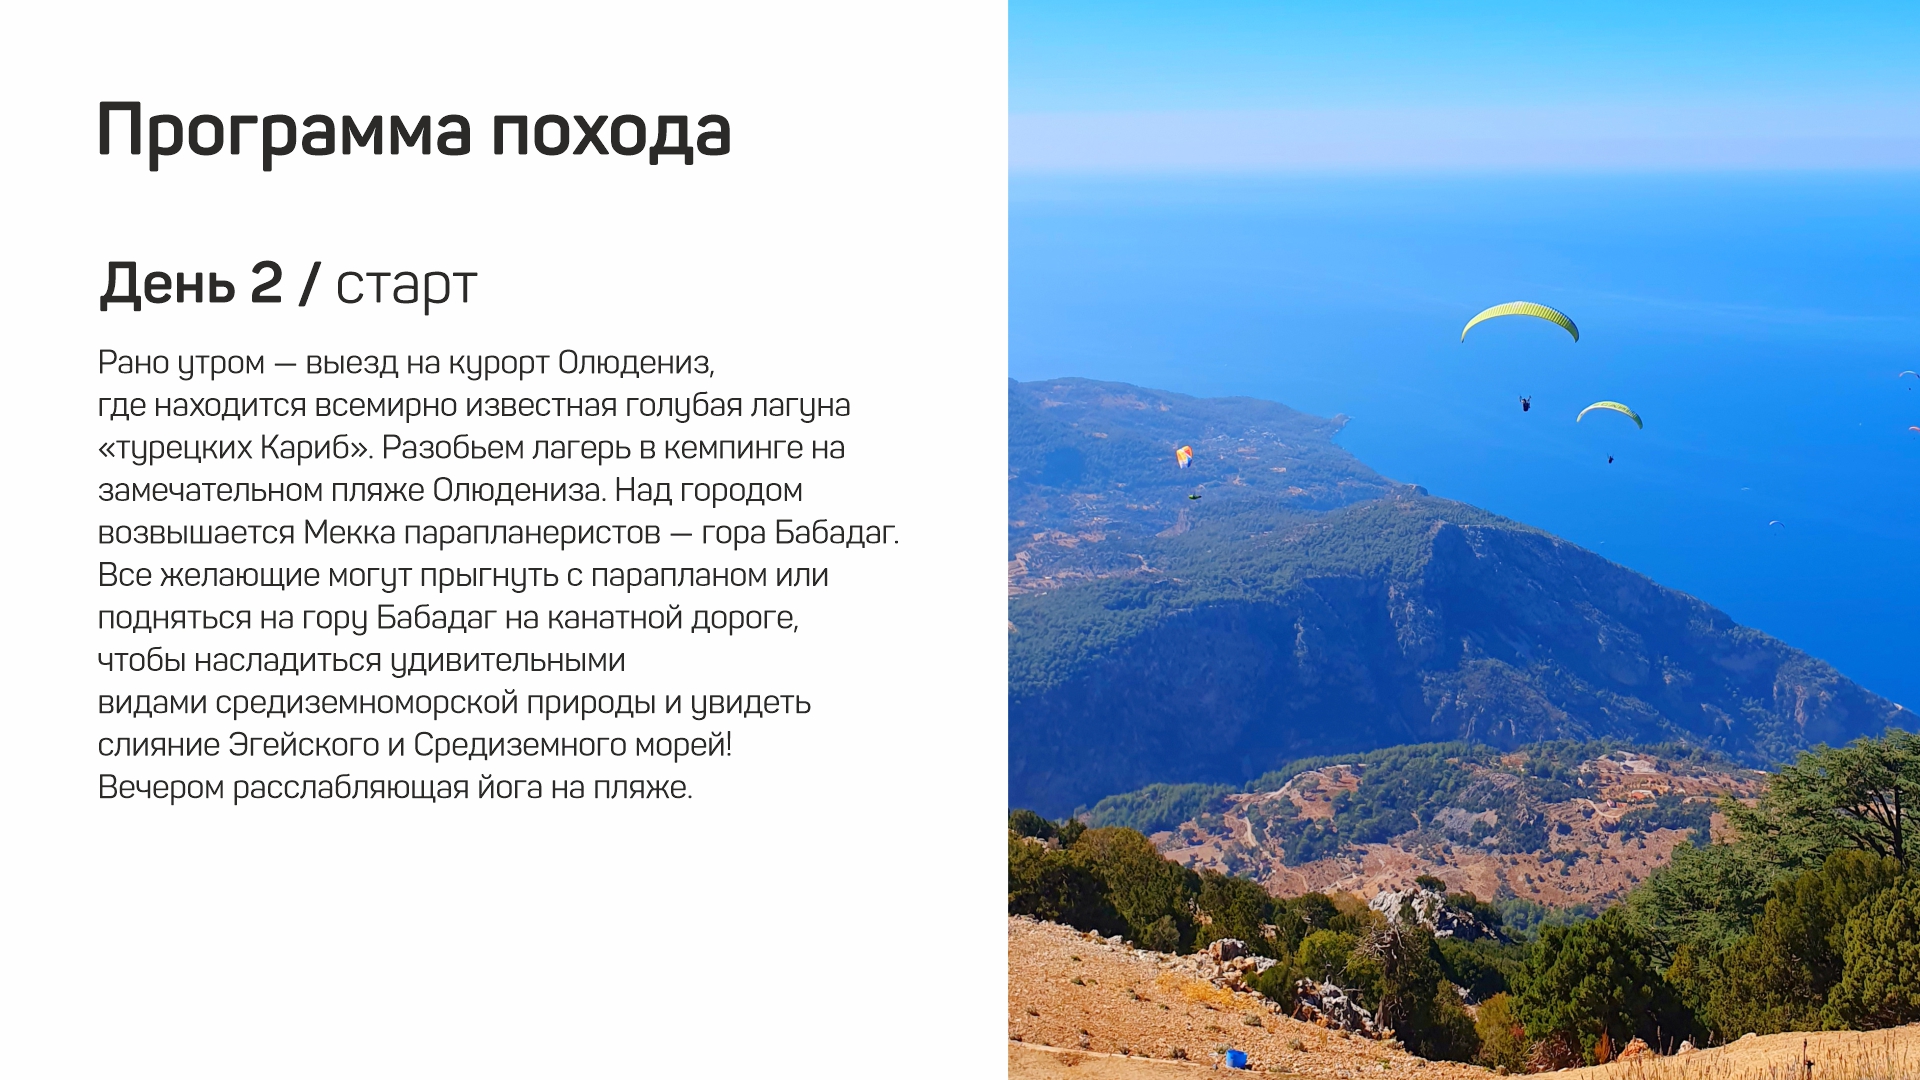 Программа похода
День 2 / старт
Рано утром — выезд на курорт Олюдениз,
где находится всемирно известная голубая лагуна
«турецких Кариб». Разобьем лагерь в кемпинге на
замечательном пляже Олюдениза. Над городом
возвышается Мекка парапланеристов — гора Бабадаг.
Все желающие могут прыгнуть с парапланом или
подняться на гору Бабадаг на канатной дороге,
чтобы насладиться удивительными
видами средиземноморской природы и увидеть
слияние Эгейского и Средиземного морей!
Вечером расслабляющая йога на пляже.